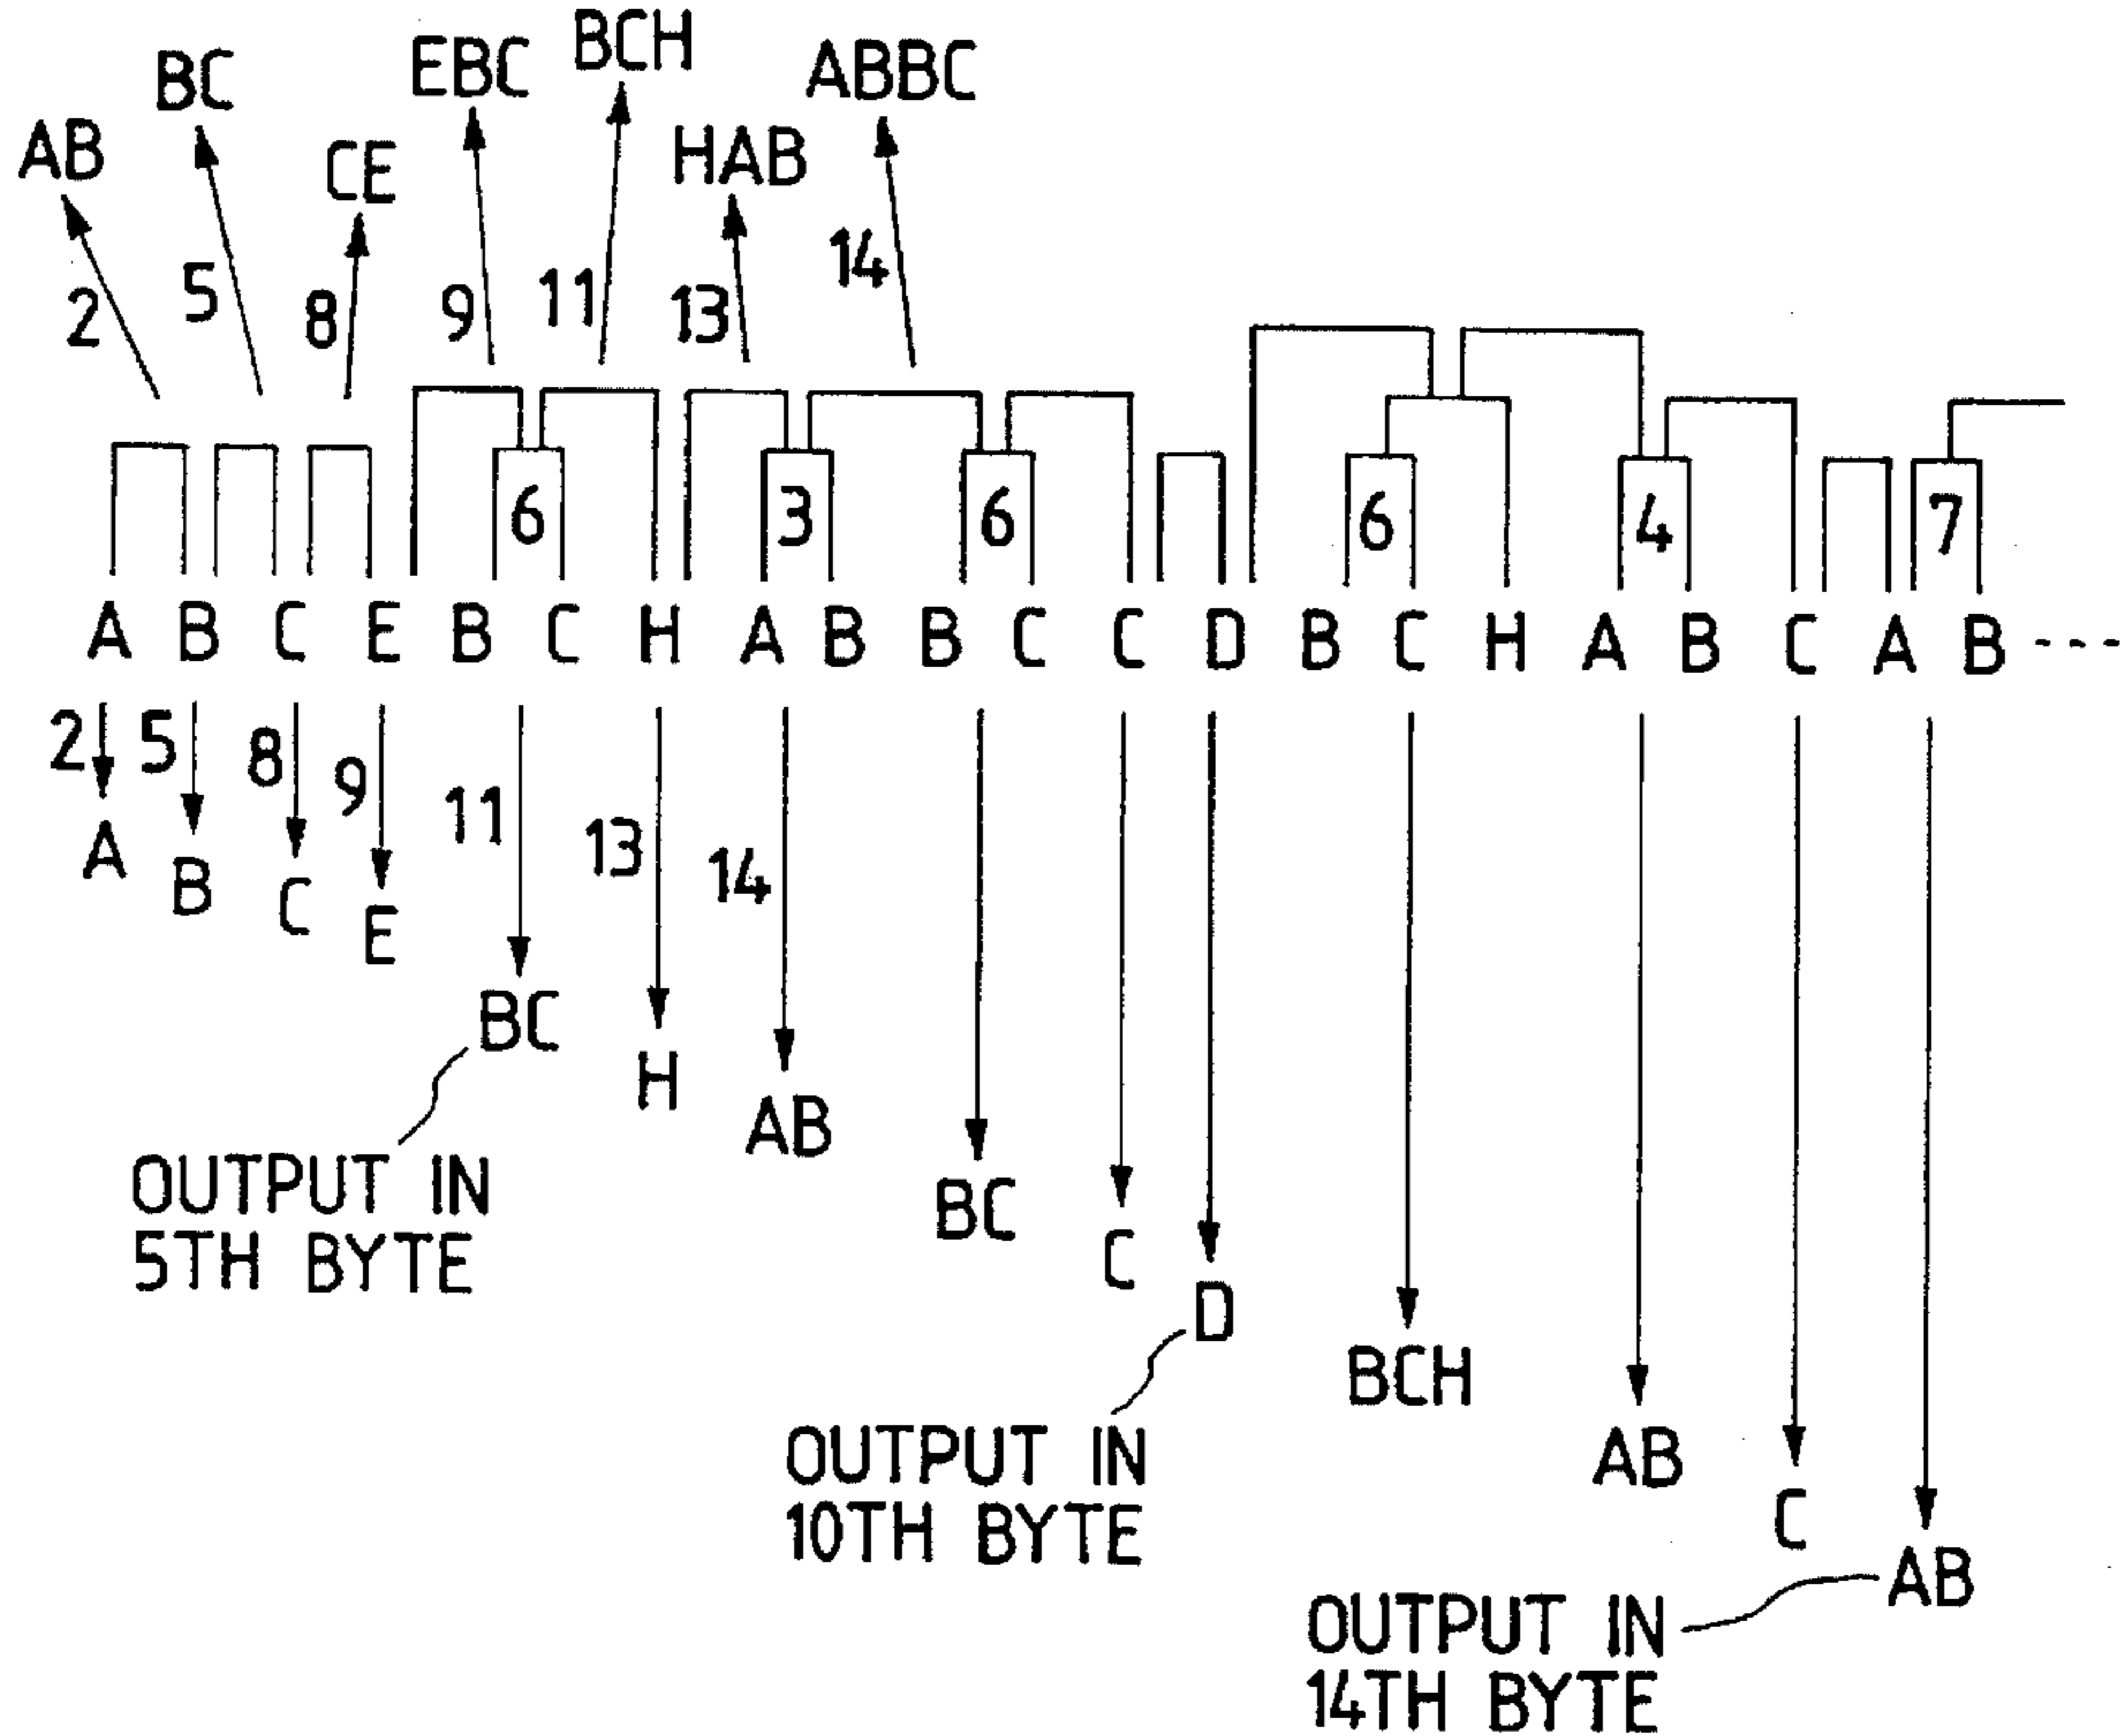 BCH
EBC
ABBC
BC
AB
HAB
CE
14
5
11
9
13
2
8
6
3
6
6
4
7
A B C E B C H A B B C C D B C H A B C A B ---
2
5
8
9
11
13
14
A
B
C
E
BC
H
AB
BC
C
D
BCH
AB
C
AB
OUTPUT IN
5TH BYTE
OUTPUT IN
10TH BYTE
OUTPUT IN
14TH BYTE